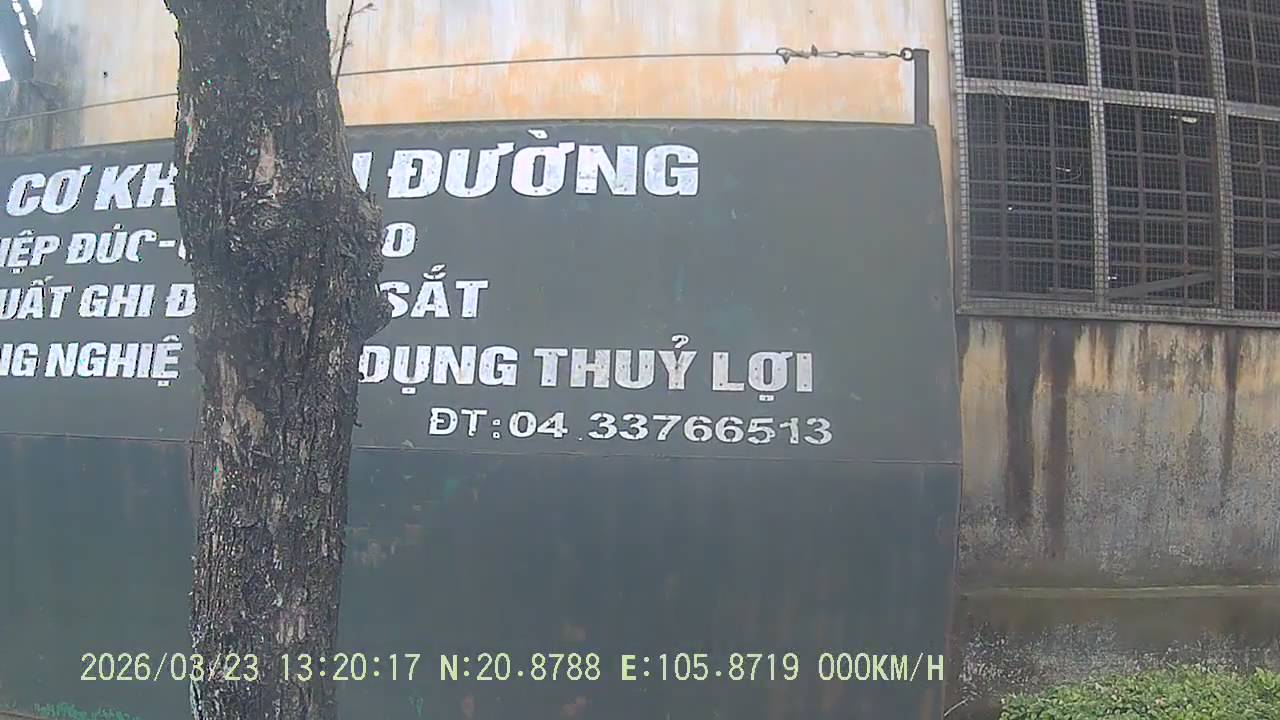 CƠ KH ĐƯỜNG
IỆP ĐÚC- O
UẤT GHI Đ SẮT
NG NGHIỆ DỤNG THUỶ LỢI
ĐT:04.33766513
2026/03/23 13:20:17 N:20.8788 E:105.8719 000KM/H